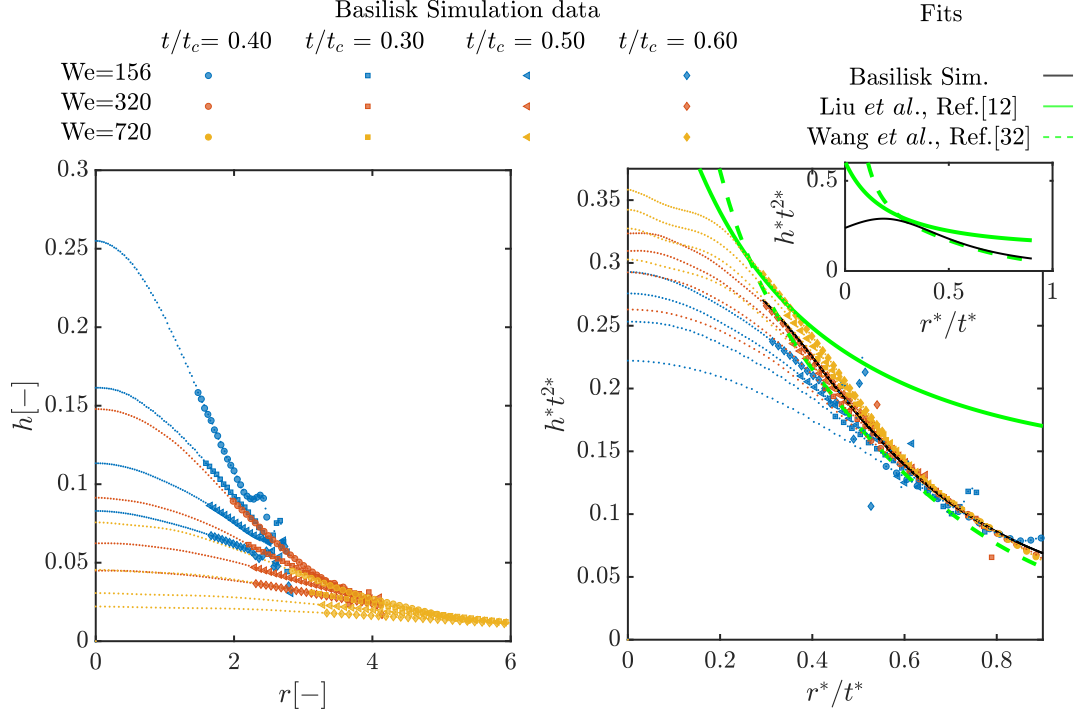 Basilisk Simulation data
Fits
t/t_c= 0.40 t/t_c = 0.30 t/t_c = 0.50 t/t_c = 0.60
We=156
We=320
We=720
Basilisk Sim.
Liu et al., Ref.[12]
Wang et al., Ref.[32]
0.3
0.25
0.2
0.15
0.1
0.05
0
h[−]
0 2 4 6
r[−]
0.35
0.3
0.25
0.2
0.15
0.1
0.05
0
h*t²*
0 0.2 0.4 0.6 0.8
r*/t*
0.5
0
h*t²*
0 0.5 1
r*/t*